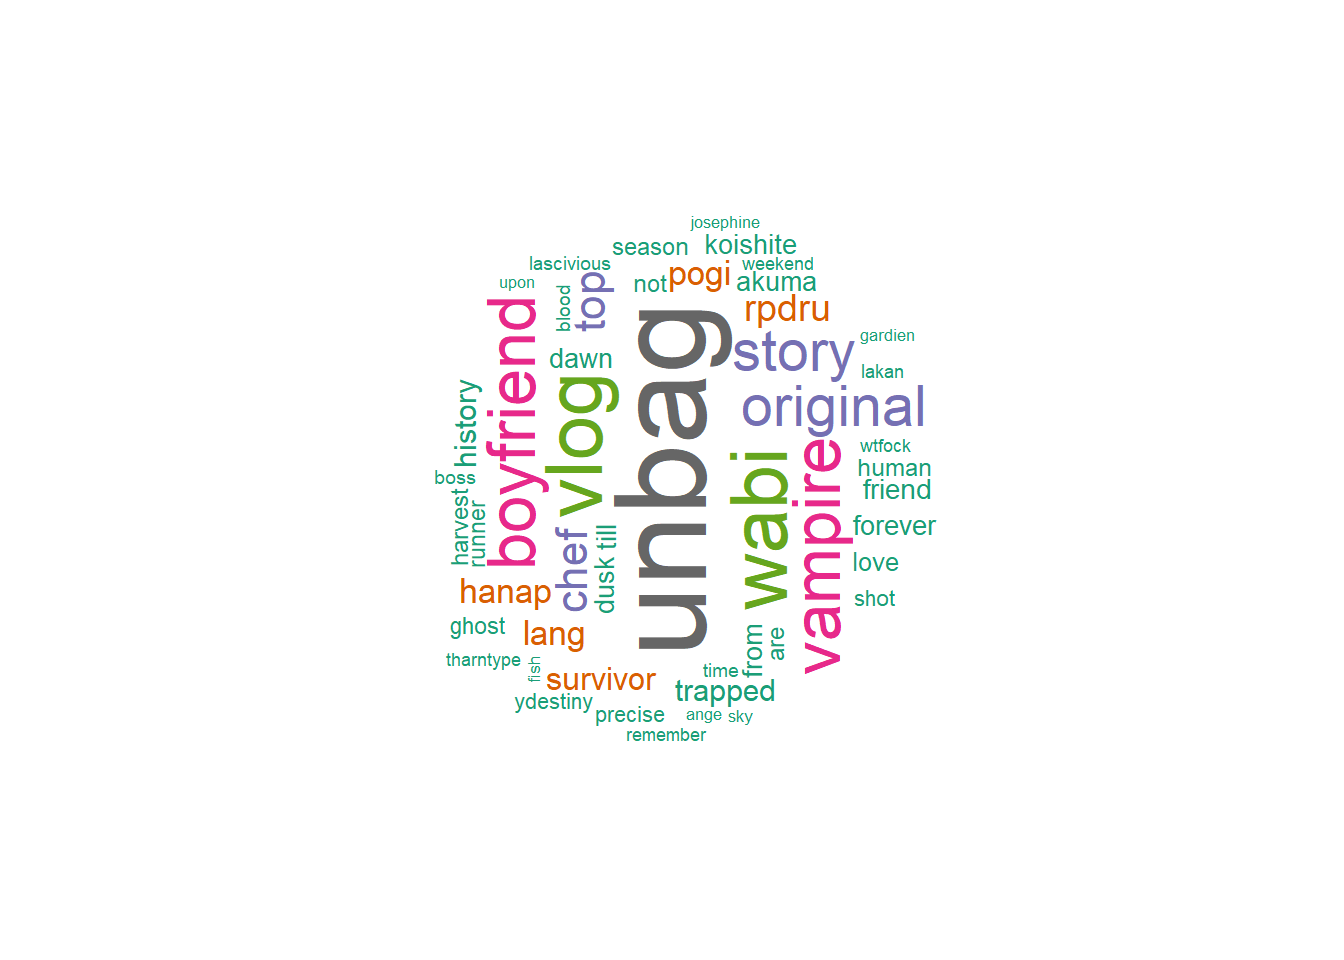 josephine
season
koishite
lascivious
not
pogi
weekend
akuma
upon
blood
top
rpdru
boyfriend
unbag
story
gardien
dawn
lakan
history
vlog
original
boss
wabi
vampire
wtfock
human
friend
harvest
runner
chef
dusk till
forever
love
hanap
shot
ghost
lang
from
are
tharntype
fish
survivor
time
trapped
ydestiny
precise
ange
sky
remember